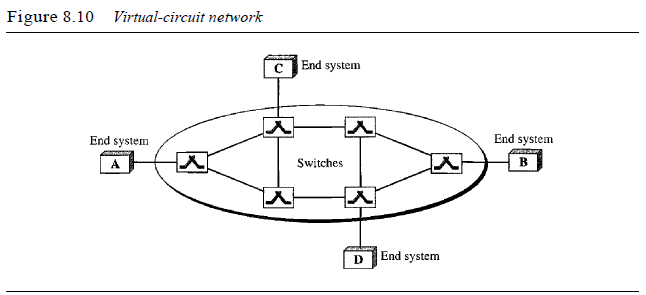 Figure 8.10 Virtual-circuit network
C End system
End system
A
Switches
End system
B
D End system